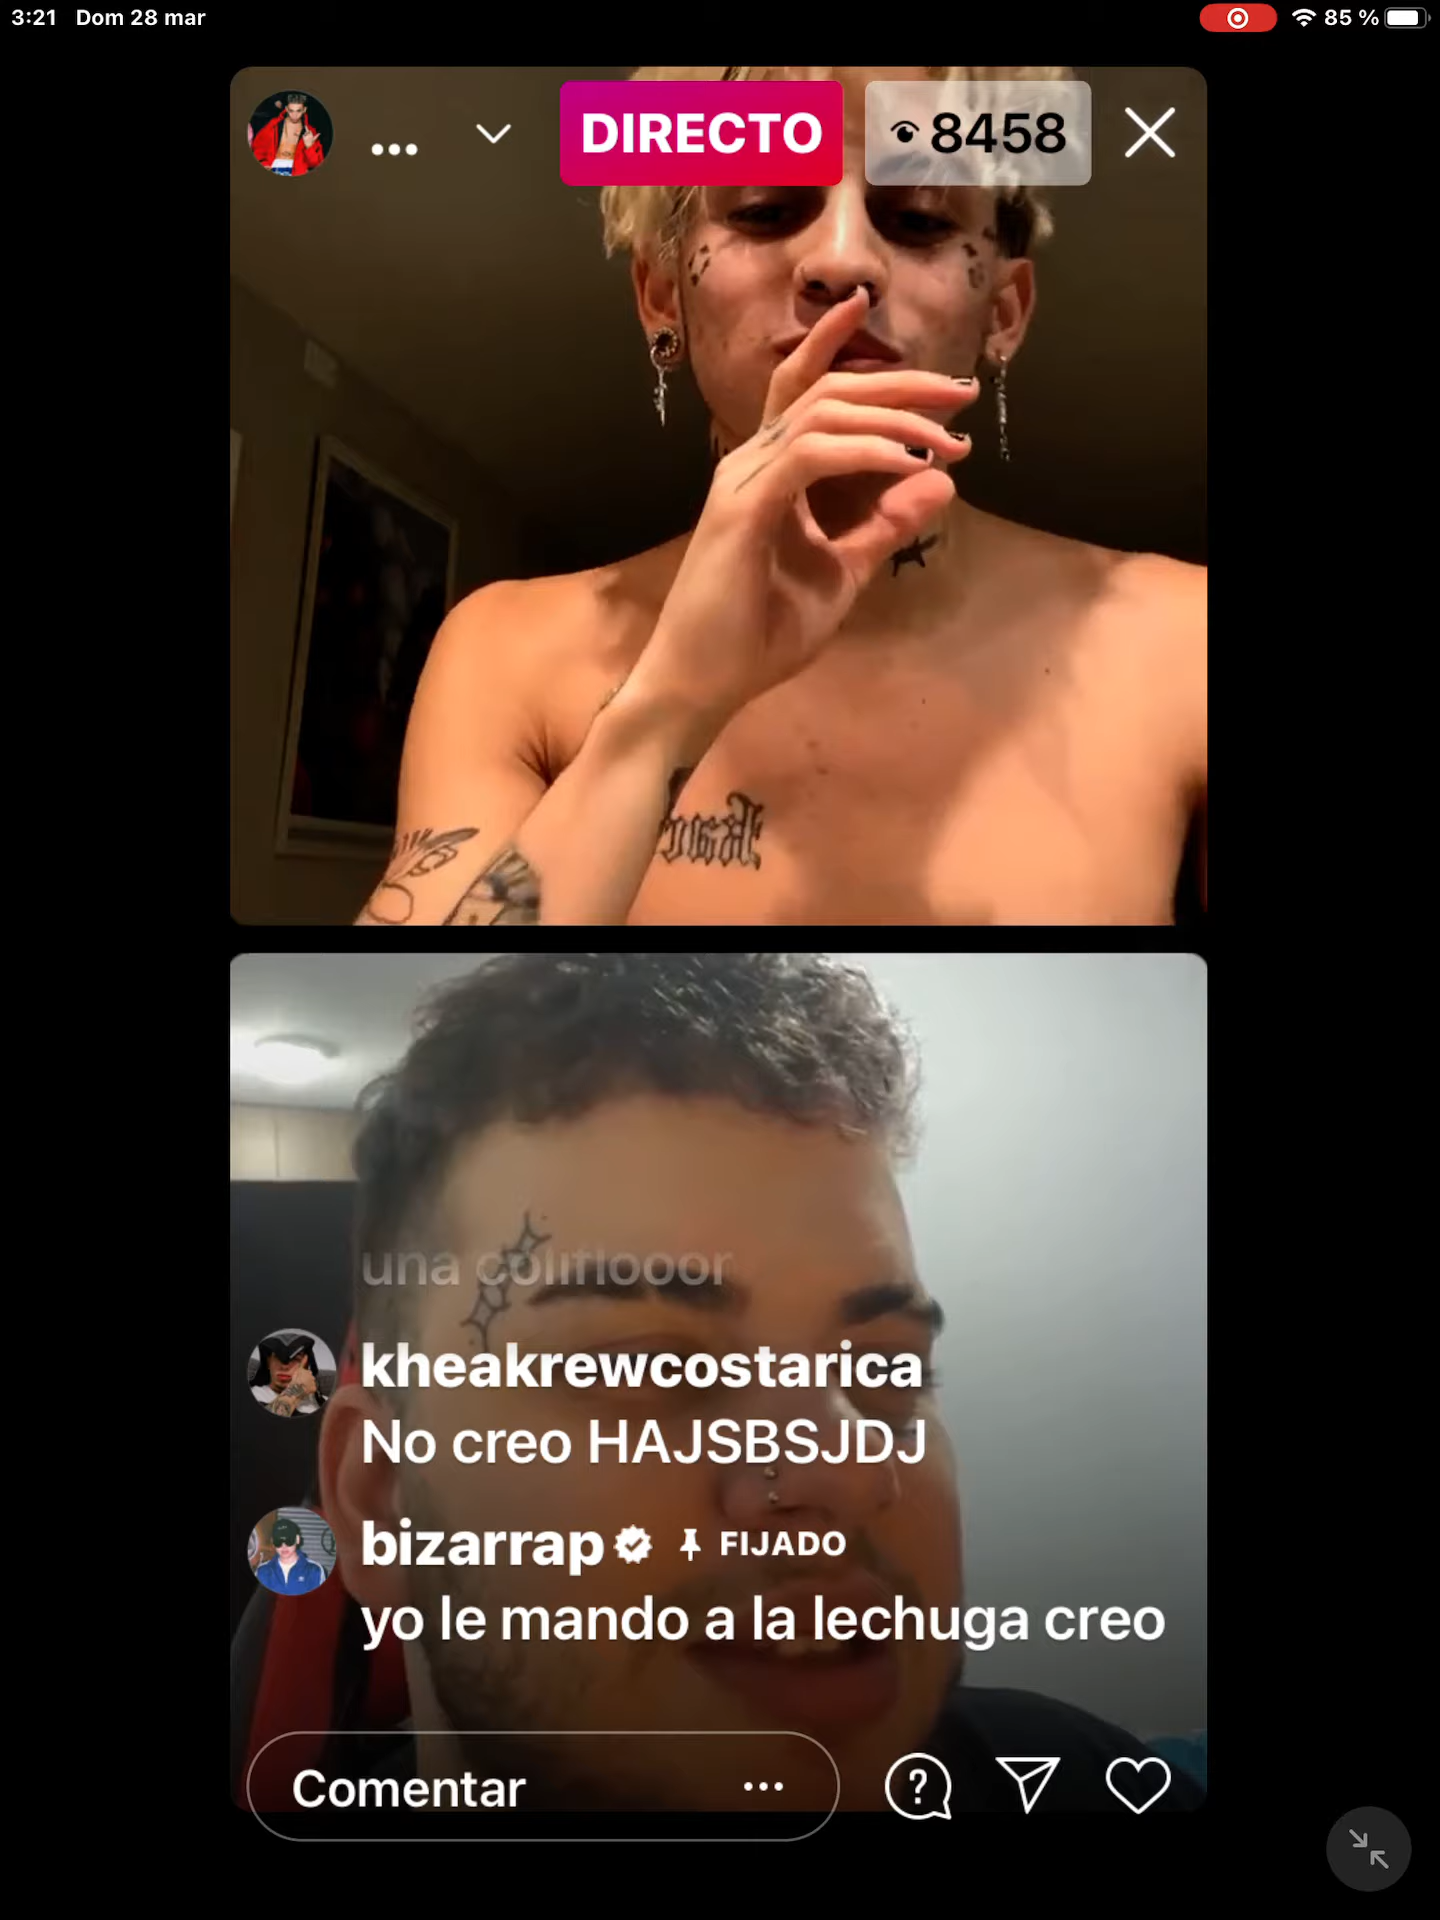 3:21 Dom 28 mar 85 %
... DIRECTO 8458
una coliflooor
kheakrewcostarica
No creo HAJSBSJDJ
bizarrap FIJADO
yo le mando a la lechuga creo
Comentar ...